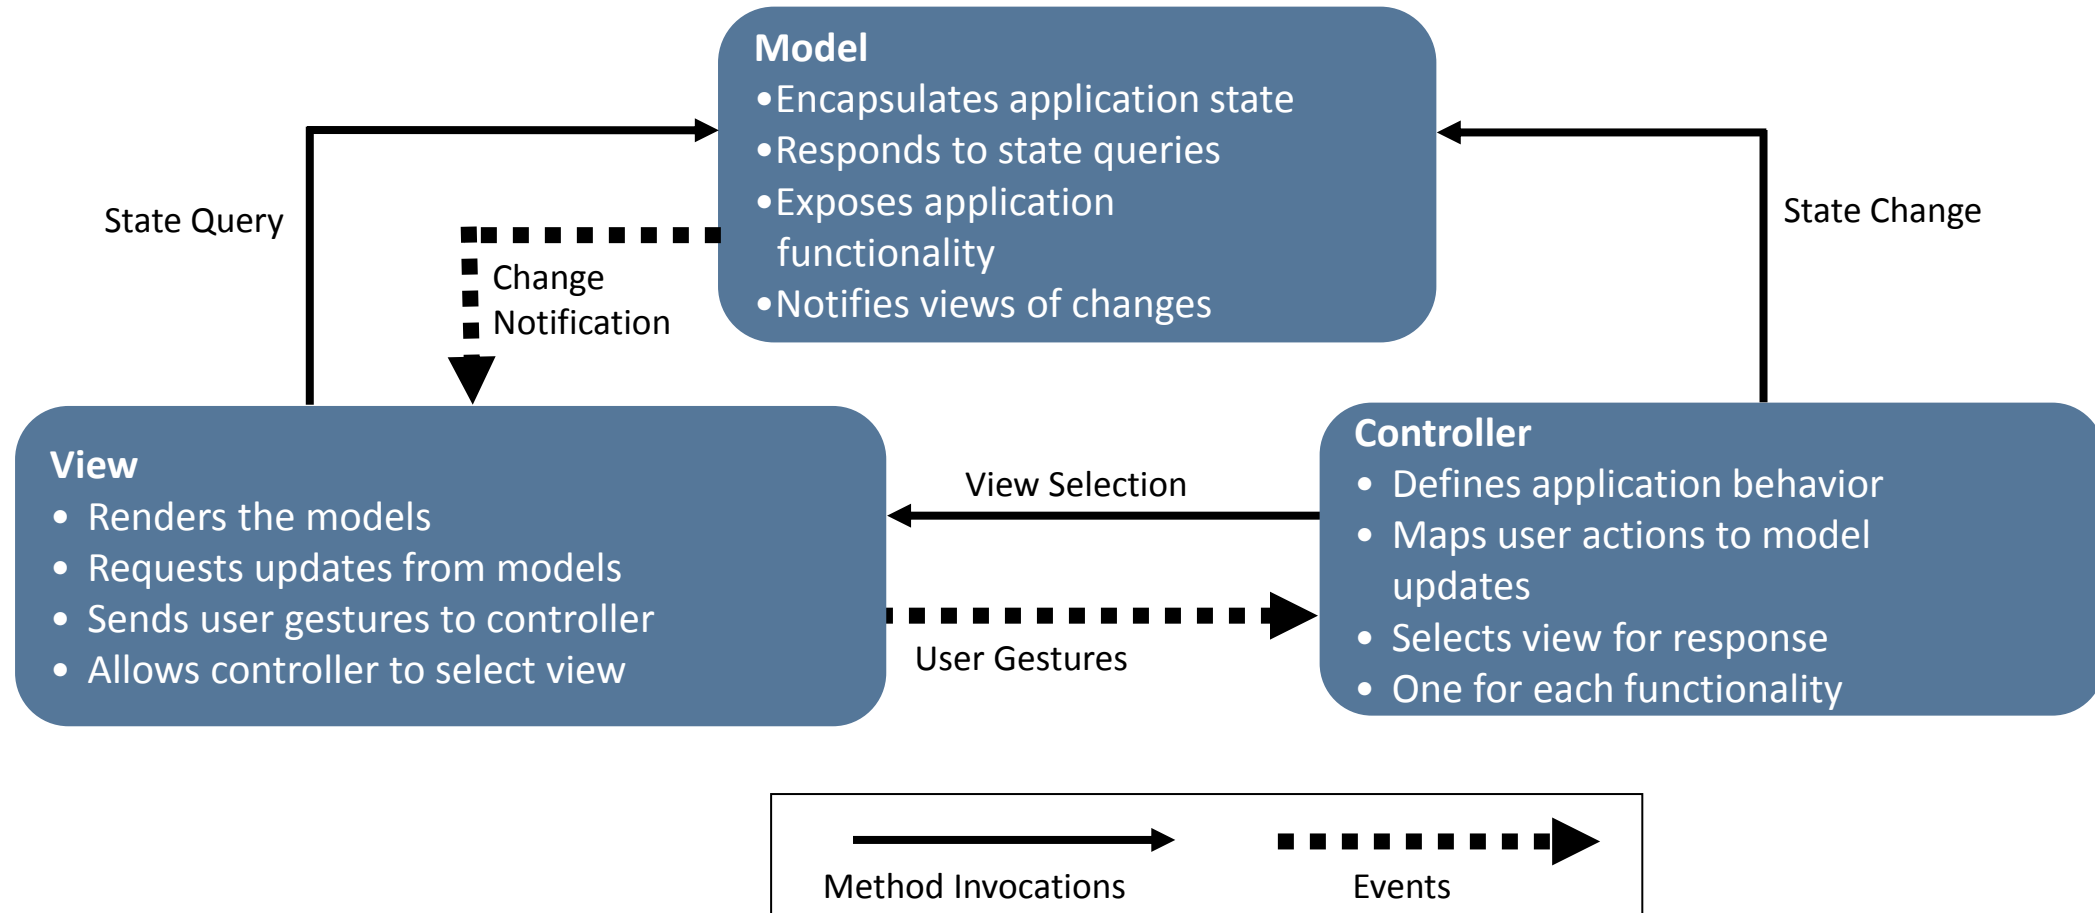 Model
•Encapsulates application state
•Responds to state queries
•Exposes application
functionality
•Notifies views of changes
State Query
State Change
Change
Notification
View
• Renders the models
• Requests updates from models
• Sends user gestures to controller
• Allows controller to select view
View Selection
User Gestures
Controller
• Defines application behavior
• Maps user actions to model
updates
• Selects view for response
• One for each functionality
Method Invocations
Events